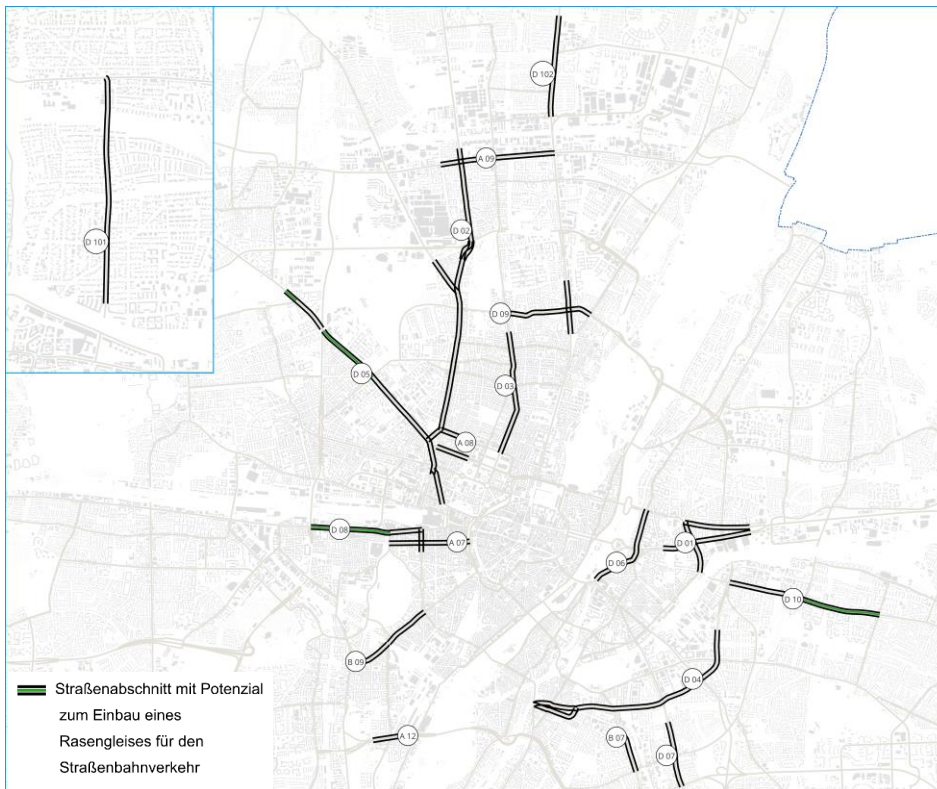 D 102
A 09
D 101
D 02
D 09
D 05
D 03
A 08
D 08
A 07
D 01
D 06
D 10
B 09
D 04
A 12
B 07
D 07
Straßenabschnitt mit Potenzial
zum Einbau eines
Rasengleises für den
Straßenbahnverkehr